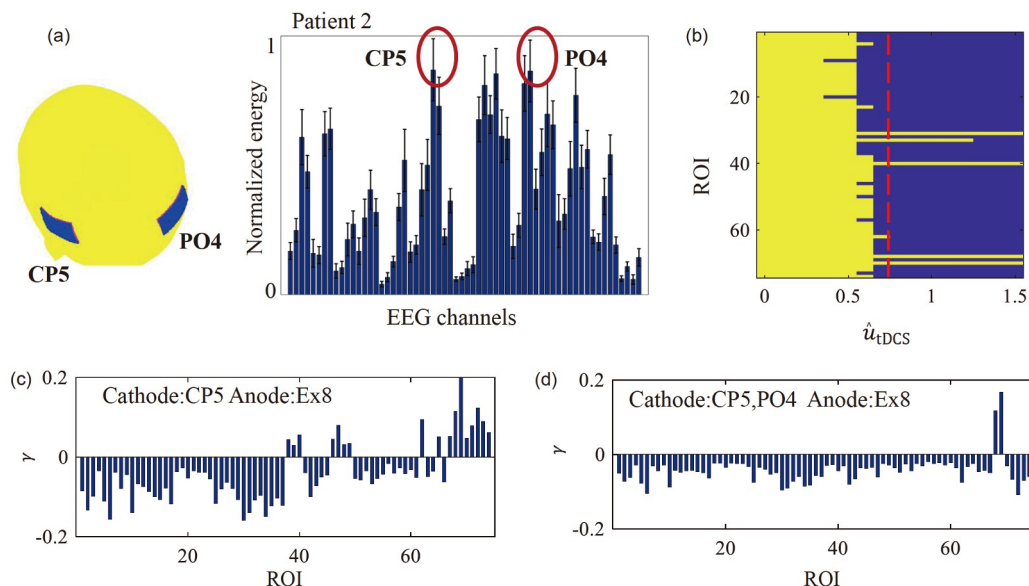 (a)
CP5
PO4
Patient 2
1
0
Normalized energy
CP5
PO4
EEG channels
(b)
ROI
20
40
60
0
0.5
1
1.5
û_tDCS
(c)
Cathode:CP5 Anode:Ex8
0.2
0
-0.2
γ
20
40
60
ROI
(d)
Cathode:CP5,PO4 Anode:Ex8
0.2
0
-0.2
γ
20
40
60
ROI